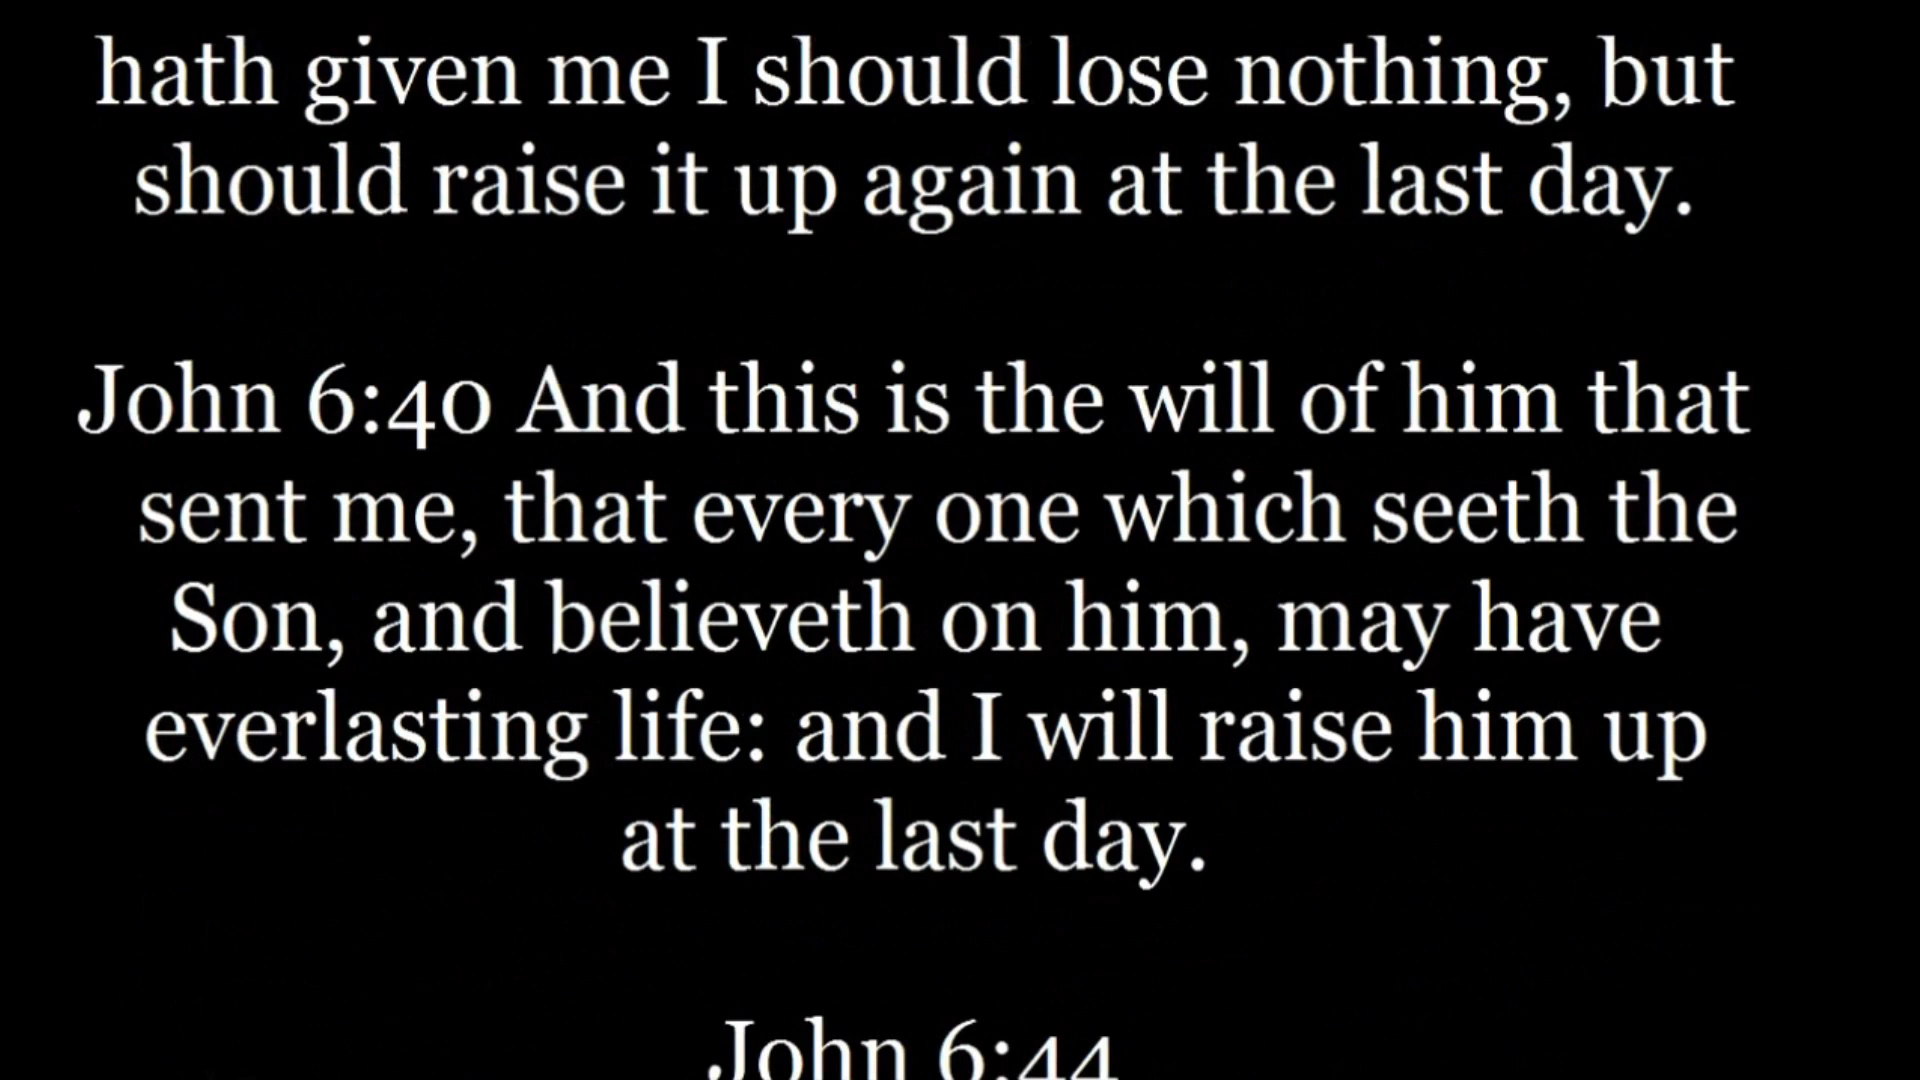 hath given me I should lose nothing, but
should raise it up again at the last day.
John 6:40 And this is the will of him that
sent me, that every one which seeth the
Son, and believeth on him, may have
everlasting life: and I will raise him up
at the last day.
John 6:44